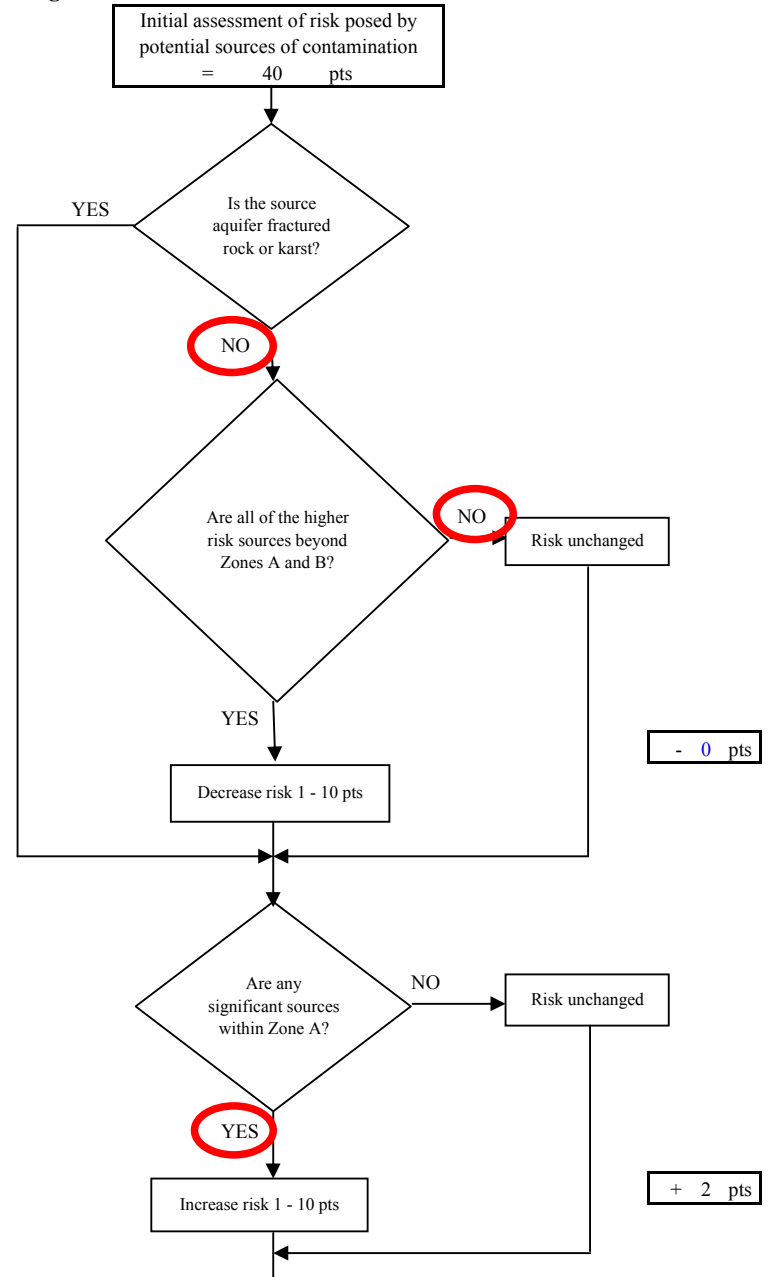 Initial assessment of risk posed by
potential sources of contamination
= 40 pts
YES
Is the source
aquifer fractured
rock or karst?
NO
Are all of the higher
risk sources beyond
Zones A and B?
NO
Risk unchanged
YES
- 0 pts
Decrease risk 1 - 10 pts
Are any
significant sources
within Zone A?
NO
Risk unchanged
YES
Increase risk 1 - 10 pts
+ 2 pts